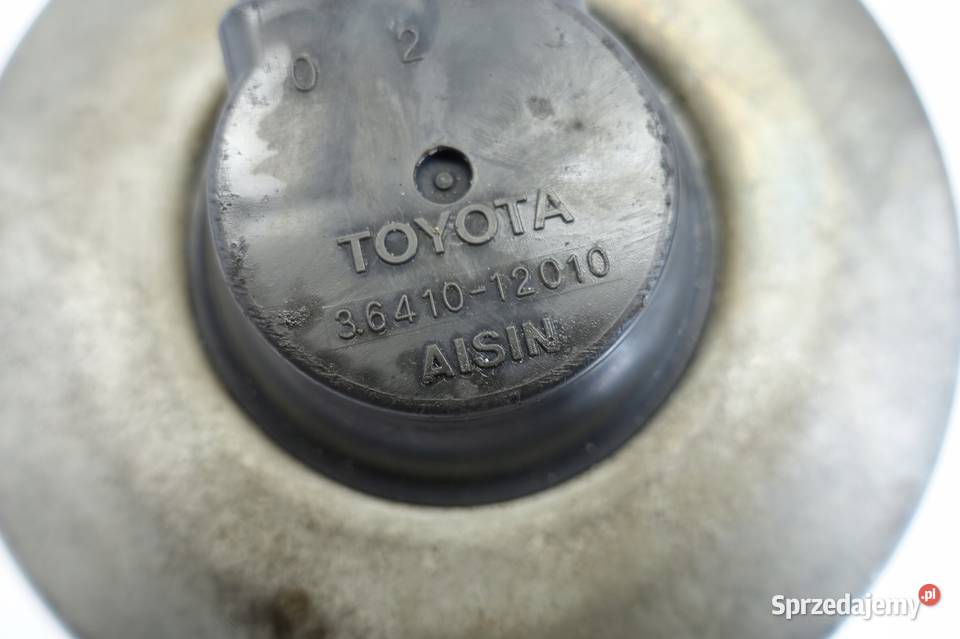 0 2
TOYOTA
36410-12010
AISIN
Sprzedajemy.pl